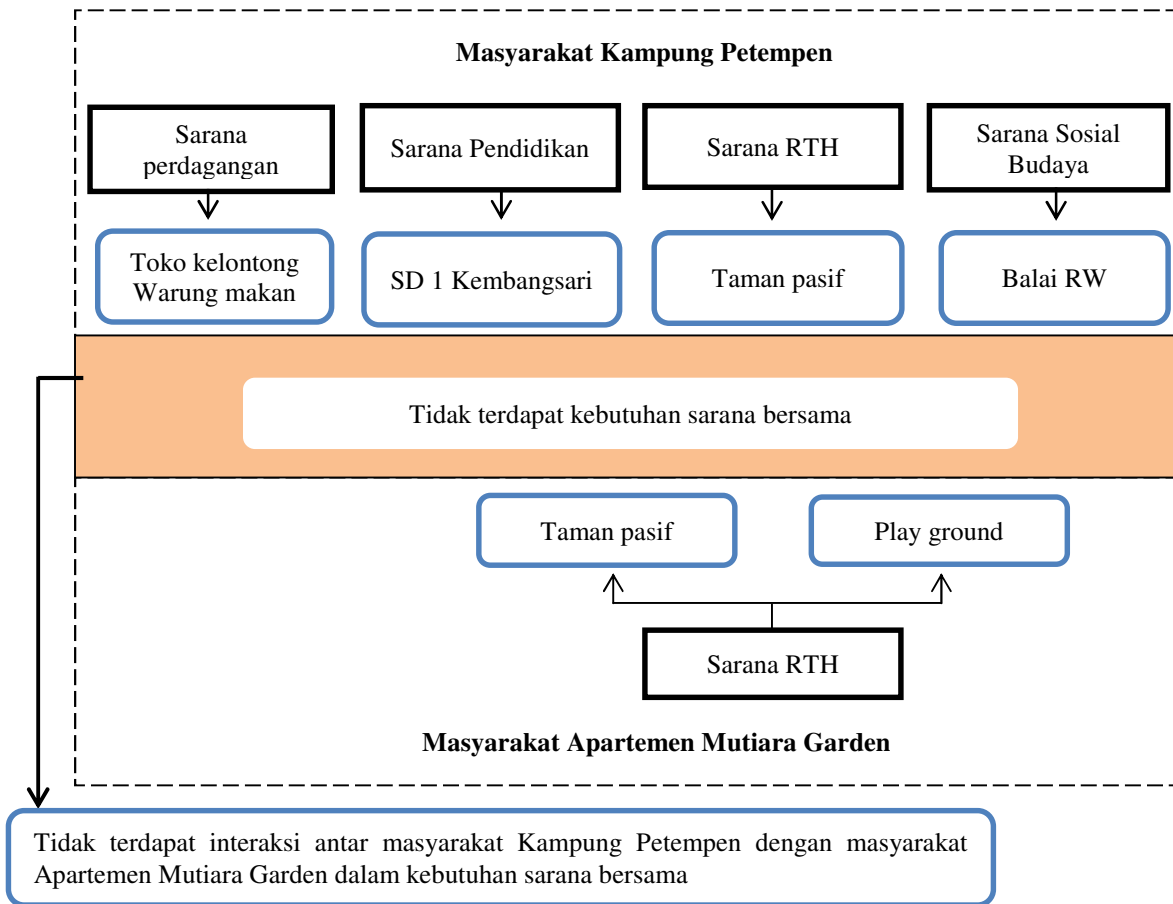 Masyarakat Kampung Petempen
Sarana
perdagangan
Sarana Pendidikan
Sarana RTH
Sarana Sosial
Budaya
Toko kelontong
Warung makan
SD 1 Kembangsari
Taman pasif
Balai RW
Tidak terdapat kebutuhan sarana bersama
Taman pasif
Play ground
Sarana RTH
Masyarakat Apartemen Mutiara Garden
Tidak terdapat interaksi antar masyarakat Kampung Petempen dengan masyarakat
Apartemen Mutiara Garden dalam kebutuhan sarana bersama